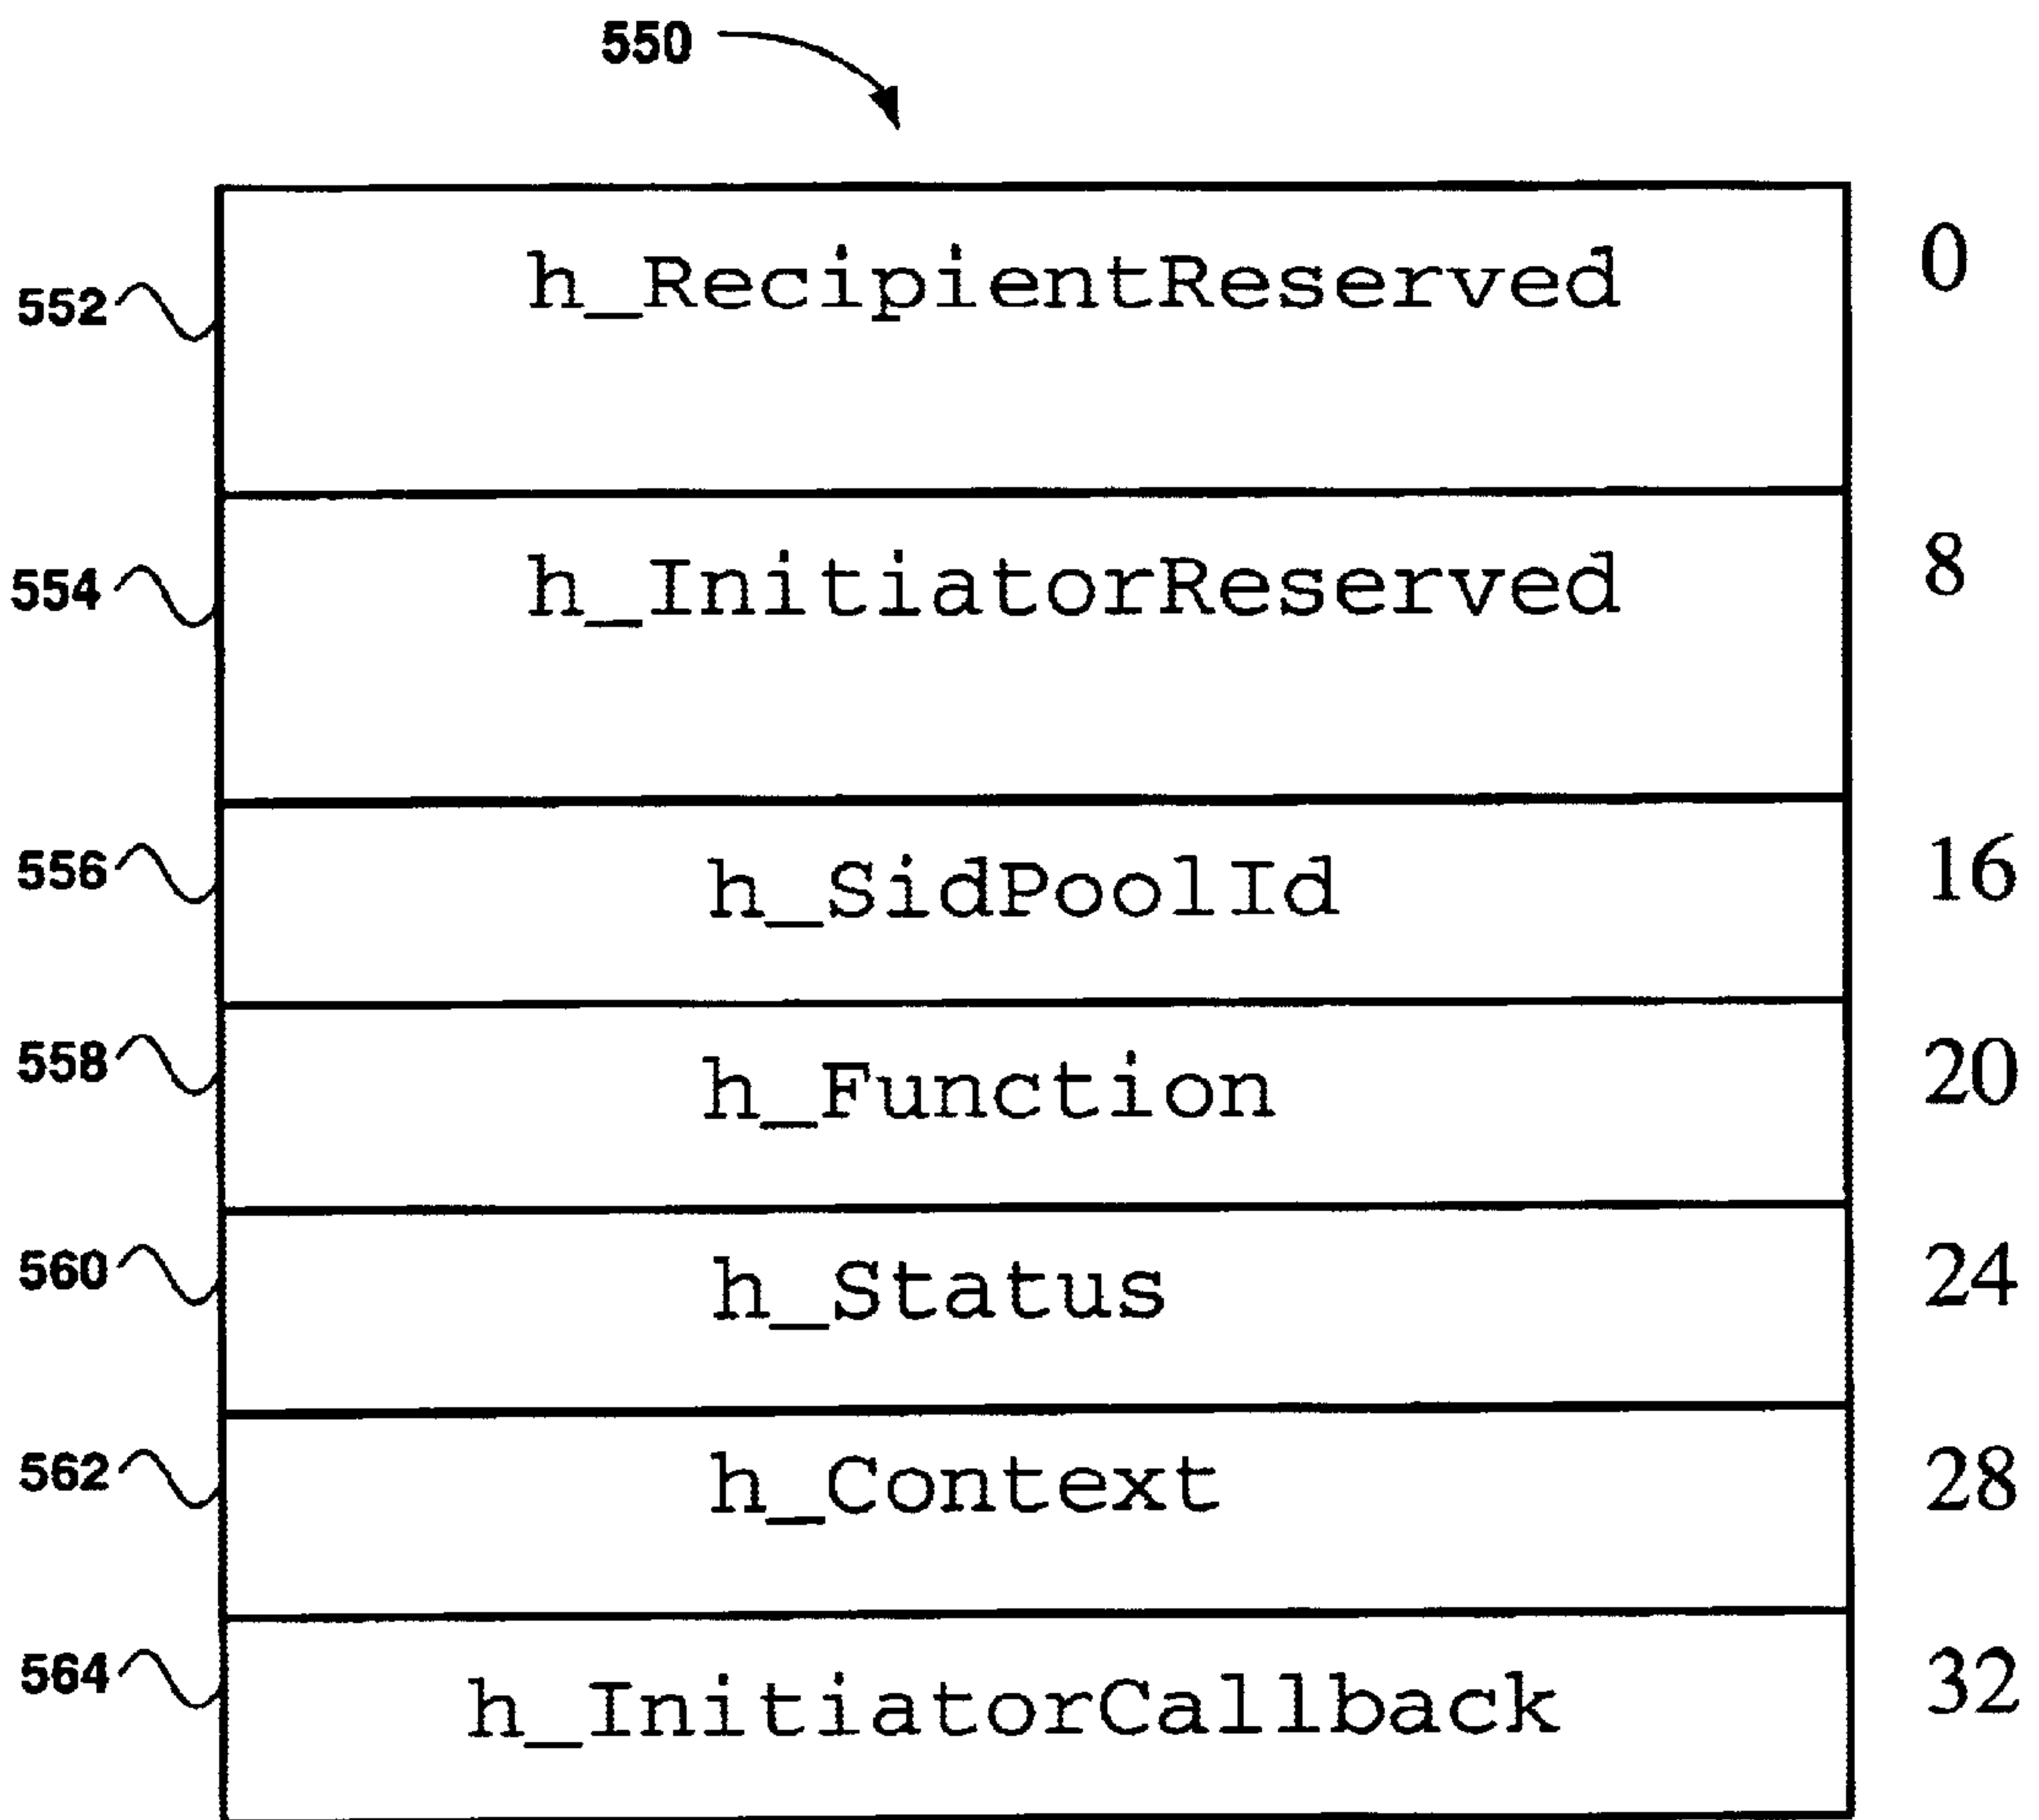 550
552 h_RecipientReserved 0
554 h_InitiatorReserved 8
556 h_SidPoolId 16
558 h_Function 20
560 h_Status 24
562 h_Context 28
564 h_InitiatorCallback 32